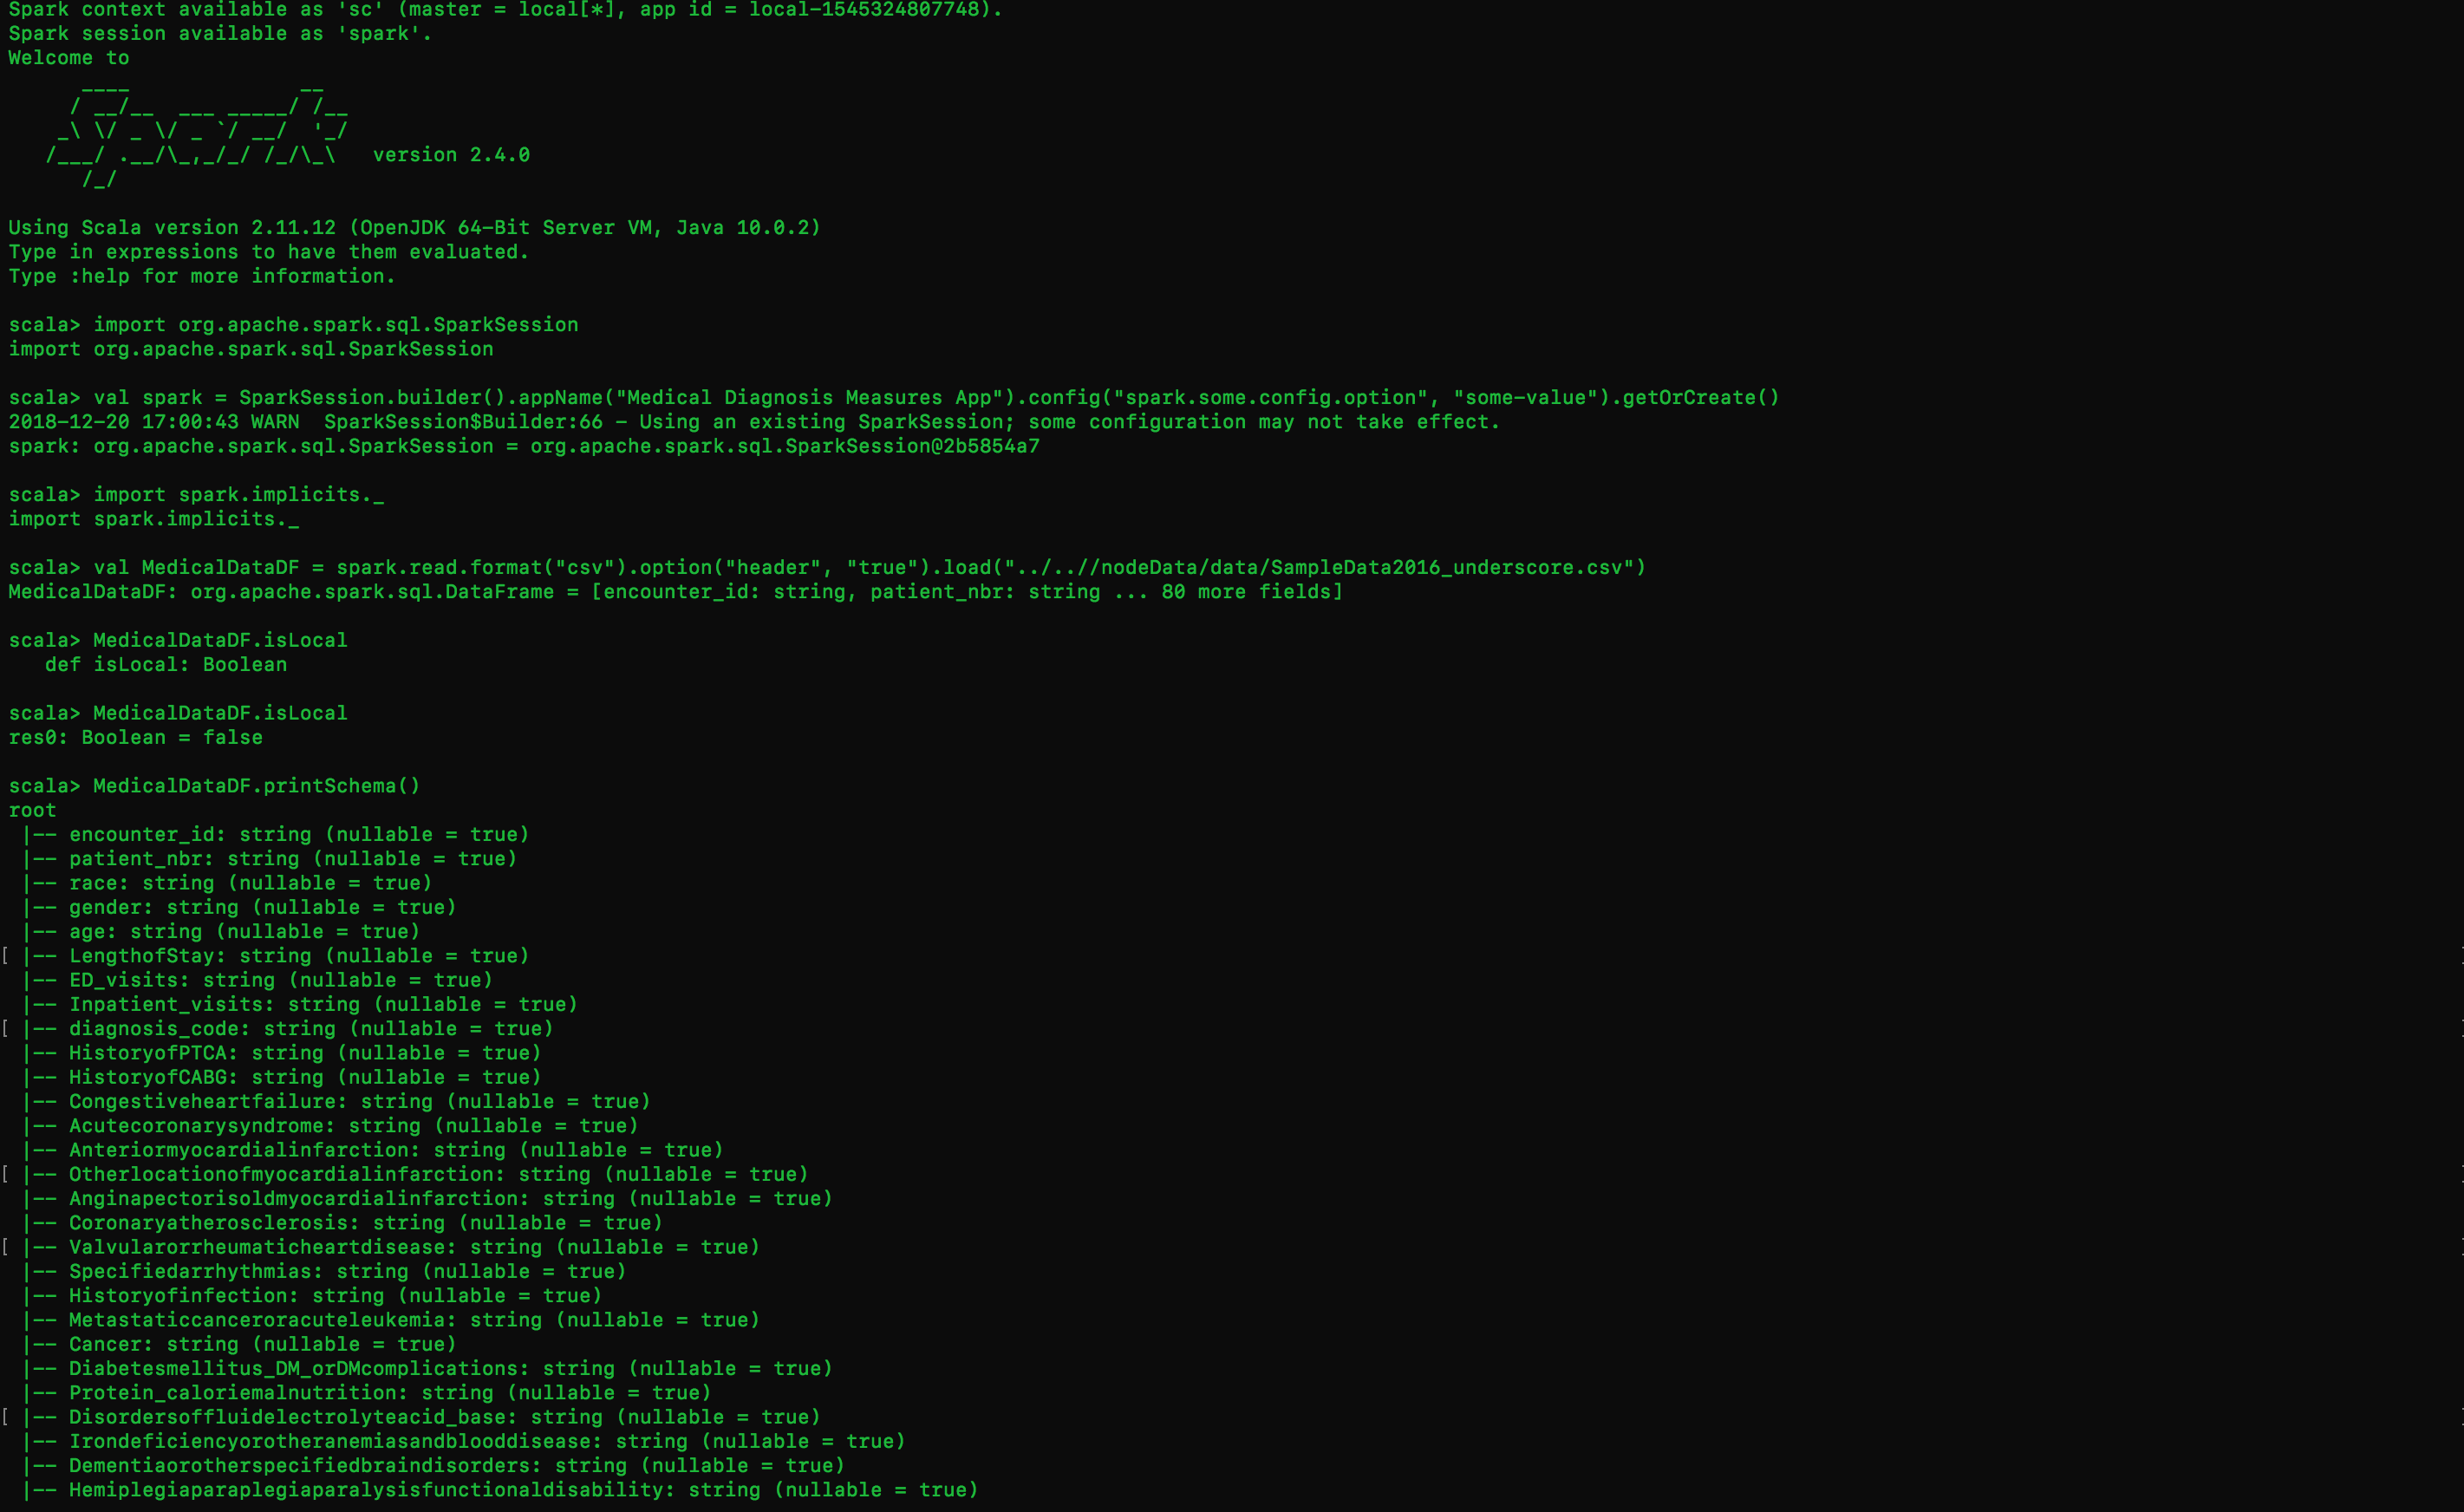 Spark context available as 'sc' (master = local[*], app id = local-1545324807748).
Spark session available as 'spark'.
Welcome to
      ____              __
     / __/__  ___ _____/ /__
    _\ \/ _ \/ _ `/ __/  '_/
   /___/ .__/\_,_/_/ /_/\_\   version 2.4.0
      /_/

Using Scala version 2.11.12 (OpenJDK 64-Bit Server VM, Java 10.0.2)
Type in expressions to have them evaluated.
Type :help for more information.

scala> import org.apache.spark.sql.SparkSession
import org.apache.spark.sql.SparkSession

scala> val spark = SparkSession.builder().appName("Medical Diagnosis Measures App").config("spark.some.config.option", "some-value").getOrCreate()
2018-12-20 17:00:43 WARN  SparkSession$Builder:66 - Using an existing SparkSession; some configuration may not take effect.
spark: org.apache.spark.sql.SparkSession = org.apache.spark.sql.SparkSession@2b5854a7

scala> import spark.implicits._
import spark.implicits._

scala> val MedicalDataDF = spark.read.format("csv").option("header", "true").load("../..//nodeData/data/SampleData2016_underscore.csv")
MedicalDataDF: org.apache.spark.sql.DataFrame = [encounter_id: string, patient_nbr: string ... 80 more fields]

scala> MedicalDataDF.isLocal
   def isLocal: Boolean

scala> MedicalDataDF.isLocal
res0: Boolean = false

scala> MedicalDataDF.printSchema()
root
 |-- encounter_id: string (nullable = true)
 |-- patient_nbr: string (nullable = true)
 |-- race: string (nullable = true)
 |-- gender: string (nullable = true)
 |-- age: string (nullable = true)
[ |-- LengthofStay: string (nullable = true)
 |-- ED_visits: string (nullable = true)
 |-- Inpatient_visits: string (nullable = true)
[ |-- diagnosis_code: string (nullable = true)
 |-- HistoryofPTCA: string (nullable = true)
 |-- HistoryofCABG: string (nullable = true)
 |-- Congestiveheartfailure: string (nullable = true)
 |-- Acutecoronarysyndrome: string (nullable = true)
 |-- Anteriormyocardialinfarction: string (nullable = true)
[ |-- Otherlocationofmyocardialinfarction: string (nullable = true)
 |-- Anginapectorisoldmyocardialinfarction: string (nullable = true)
 |-- Coronaryatherosclerosis: string (nullable = true)
[ |-- Valvularorrheumaticheartdisease: string (nullable = true)
 |-- Specifiedarrhythmias: string (nullable = true)
 |-- Historyofinfection: string (nullable = true)
 |-- Metastaticcanceroracuteleukemia: string (nullable = true)
 |-- Cancer: string (nullable = true)
 |-- Diabetesmellitus_DM_orDMcomplications: string (nullable = true)
 |-- Protein_caloriemalnutrition: string (nullable = true)
[ |-- Disordersoffluidelectrolyteacid_base: string (nullable = true)
 |-- Irondeficiencyorotheranemiasandblooddisease: string (nullable = true)
 |-- Dementiaorotherspecifiedbraindisorders: string (nullable = true)
 |-- Hemiplegiaparaplegiaparalysisfunctionaldisability: string (nullable = true)